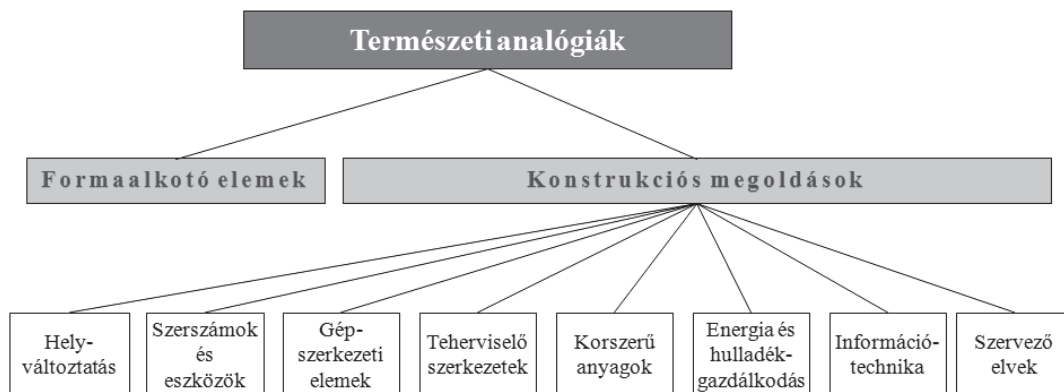 Természeti analógiák
Formaalkotó elemek
Konstrukciós megoldások
Hely-
változtatás
Szerszámok
és
eszközök
Gép-
szerkezeti
elemek
Teherviselő
szerkezetek
Korszerű
anyagok
Energia és
hulladék-
gazdálkodás
Információ-
technika
Szervező
elvek